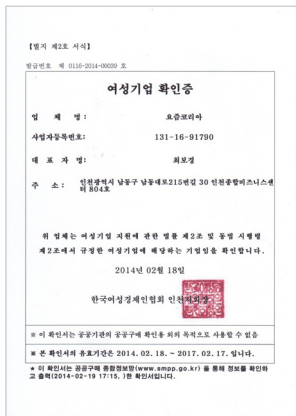 【별지 제2호 서식】
발급번호 제 0116-2014-00039 호
여성기업 확인증
업 체 명 : 요즘코리아
사업자등록번호: 131-16-91790
대 표 자 명: 최보경
주 소 : 인천광역시 남동구 남동대로215번길 30 인천종합비즈니스센
터 804호
위 업체는 여성기업 지원에 관한 법률 제2조 및 동법 시행령
제2조에서 규정한 여성기업에 해당하는 기업임을 확인합니다.
2014년 02월 18일
한국여성경제인협회 인천지회장
※ 이 확인서는 공공기관의 공공구매 확인용 외의 목적으로 사용할 수 없음
※ 본 확인서의 유효기간은 2014. 02. 18. ~ 2017. 02. 17. 입니다.
★ 이 확인서는 공공구매 종합정보망(www.smpp.go.kr) 을 통해 정보를 확인하
고 출력(2014-02-19 17:15. )한 확인서입니다.